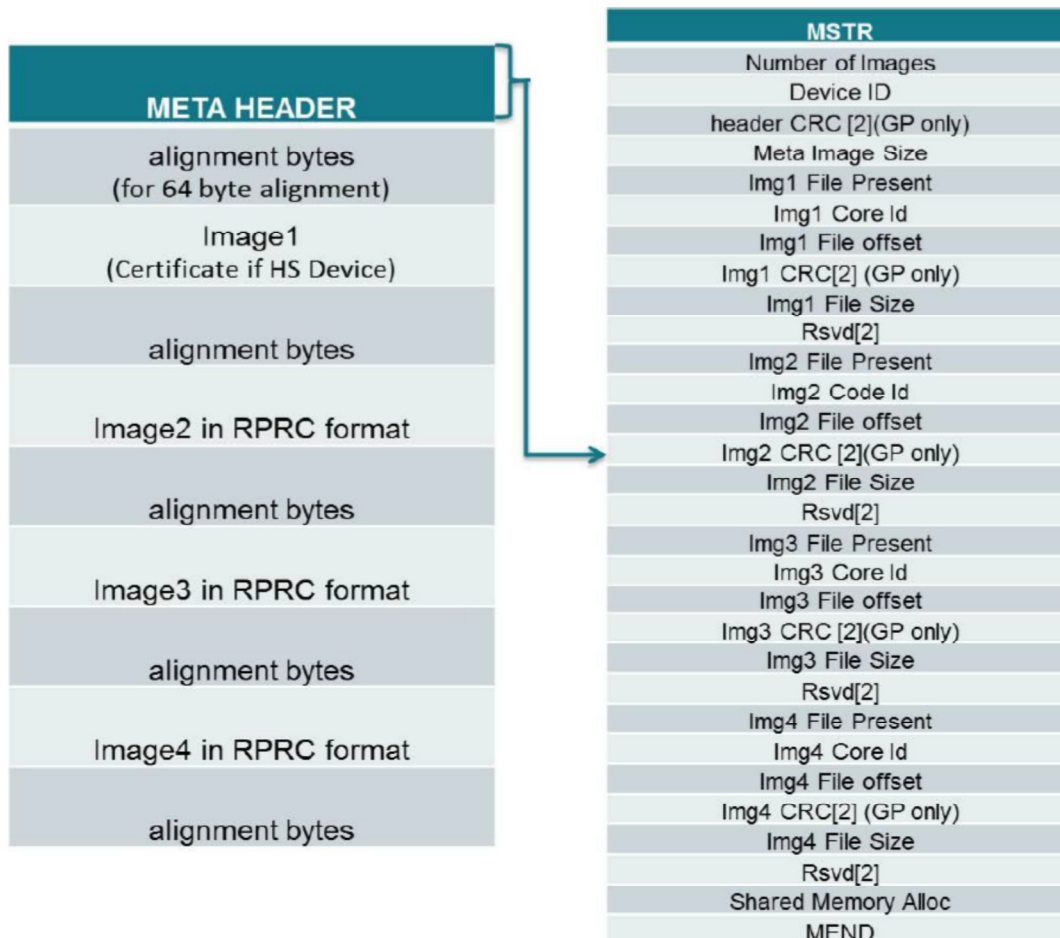 META HEADER
alignment bytes
(for 64 byte alignment)
Image1
(Certificate if HS Device)
alignment bytes
Image2 in RPRC format
alignment bytes
Image3 in RPRC format
alignment bytes
Image4 in RPRC format
alignment bytes
MSTR
Number of Images
Device ID
header CRC [2](GP only)
Meta Image Size
Img1 File Present
Img1 Core Id
Img1 File offset
Img1 CRC[2] (GP only)
Img1 File Size
Rsvd[2]
Img2 File Present
Img2 Code Id
Img2 File offset
Img2 CRC [2](GP only)
Img2 File Size
Rsvd[2]
Img3 File Present
Img3 Core Id
Img3 File offset
Img3 CRC [2](GP only)
Img3 File Size
Rsvd[2]
Img4 File Present
Img4 Core Id
Img4 File offset
Img4 CRC[2] (GP only)
Img4 File Size
Rsvd[2]
Shared Memory Alloc
MEND